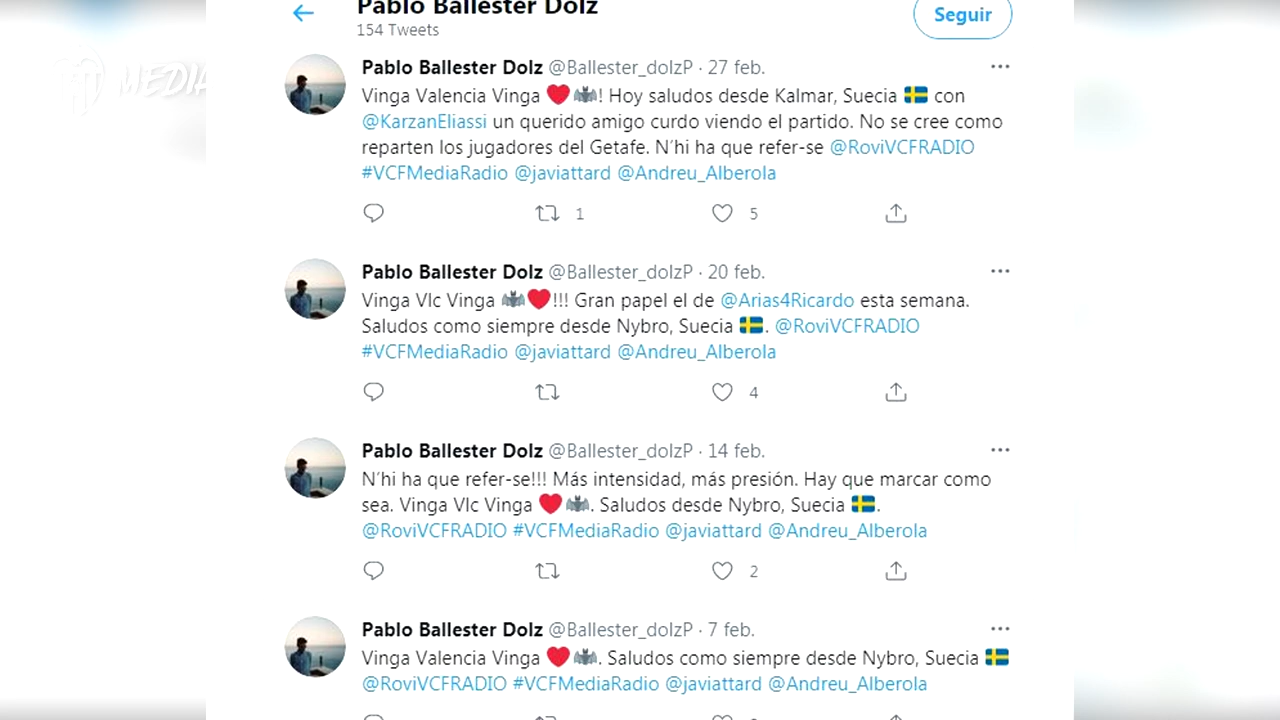 Pablo Ballester Dolz
154 Tweets
Seguir
MEDIA
Pablo Ballester Dolz @Ballester_dolzP · 27 feb.
Vinga Valencia Vinga ❤️🦇! Hoy saludos desde Kalmar, Suecia 🇸🇪 con
@KarzanEliassi un querido amigo curdo viendo el partido. No se cree como
reparten los jugadores del Getafe. N´hi ha que refer-se @RoviVCFRADIO
#VCFMediaRadio @javiattard @Andreu_Alberola
1 5
Pablo Ballester Dolz @Ballester_dolzP · 20 feb.
Vinga Vlc Vinga 🦇❤️!!! Gran papel el de @Arias4Ricardo esta semana.
Saludos como siempre desde Nybro, Suecia 🇸🇪. @RoviVCFRADIO
#VCFMediaRadio @javiattard @Andreu_Alberola
4
Pablo Ballester Dolz @Ballester_dolzP · 14 feb.
N´hi ha que refer-se!!! Más intensidad, más presión. Hay que marcar como
sea. Vinga Vlc Vinga ❤️🦇. Saludos desde Nybro, Suecia 🇸🇪.
@RoviVCFRADIO #VCFMediaRadio @javiattard @Andreu_Alberola
2
Pablo Ballester Dolz @Ballester_dolzP · 7 feb.
Vinga Valencia Vinga ❤️🦇. Saludos como siempre desde Nybro, Suecia 🇸🇪
@RoviVCFRADIO #VCFMediaRadio @javiattard @Andreu_Alberola